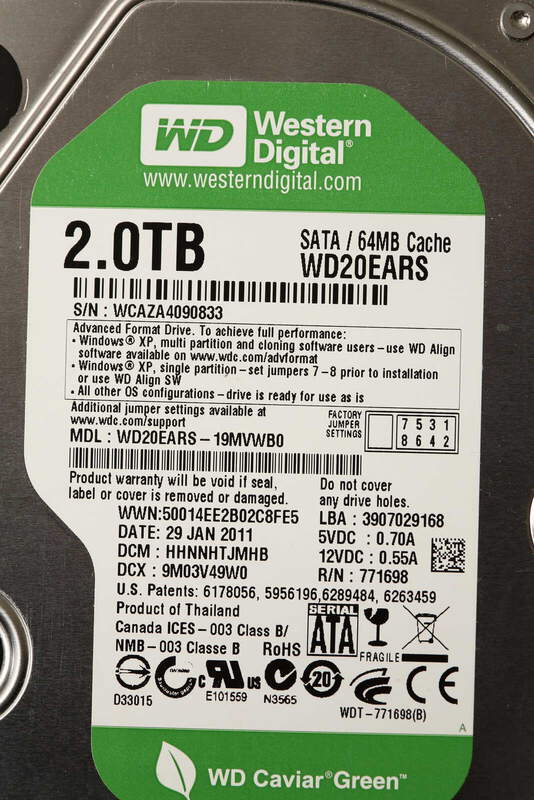 WD Western
Digital®
www.westerndigital.com
2.0TB
SATA / 64MB Cache
WD20EARS
S/N : WCAZA4090833
Advanced Format Drive. To achieve full performance:
• Windows® XP, multi partition and cloning software users – use WD Align
software available on www.wdc.com/advformat
• Windows® XP, single partition – set jumpers 7 – 8 prior to installation
or use WD Align SW
• All other OS configurations – drive is ready for use as is
Additional jumper settings available at
www.wdc.com/support
FACTORY
JUMPER
SETTINGS
7 5 3 1
8 6 4 2
MDL : WD20EARS – 19MVWB0
Product warranty will be void if seal,
label or cover is removed or damaged.
Do not cover
any drive holes.
WWN:50014EE2B02C8FE5
DATE: 29 JAN 2011
DCM : HHNNHTJMHB
DCX : 9M03V49W0
LBA : 3907029168
5VDC : 0.70A
12VDC : 0.55A
R/N : 771698
U.S. Patents: 6178056, 5956196,6289484, 6263459
Product of Thailand
Canada ICES – 003 Class B/
NMB – 003 Classe B RoHS
SERIAL
ATA
FRAGILE
D33015
c RU us
E101559
N3565
20
CE
WDT – 771698(B)
A
WD Caviar® Green™